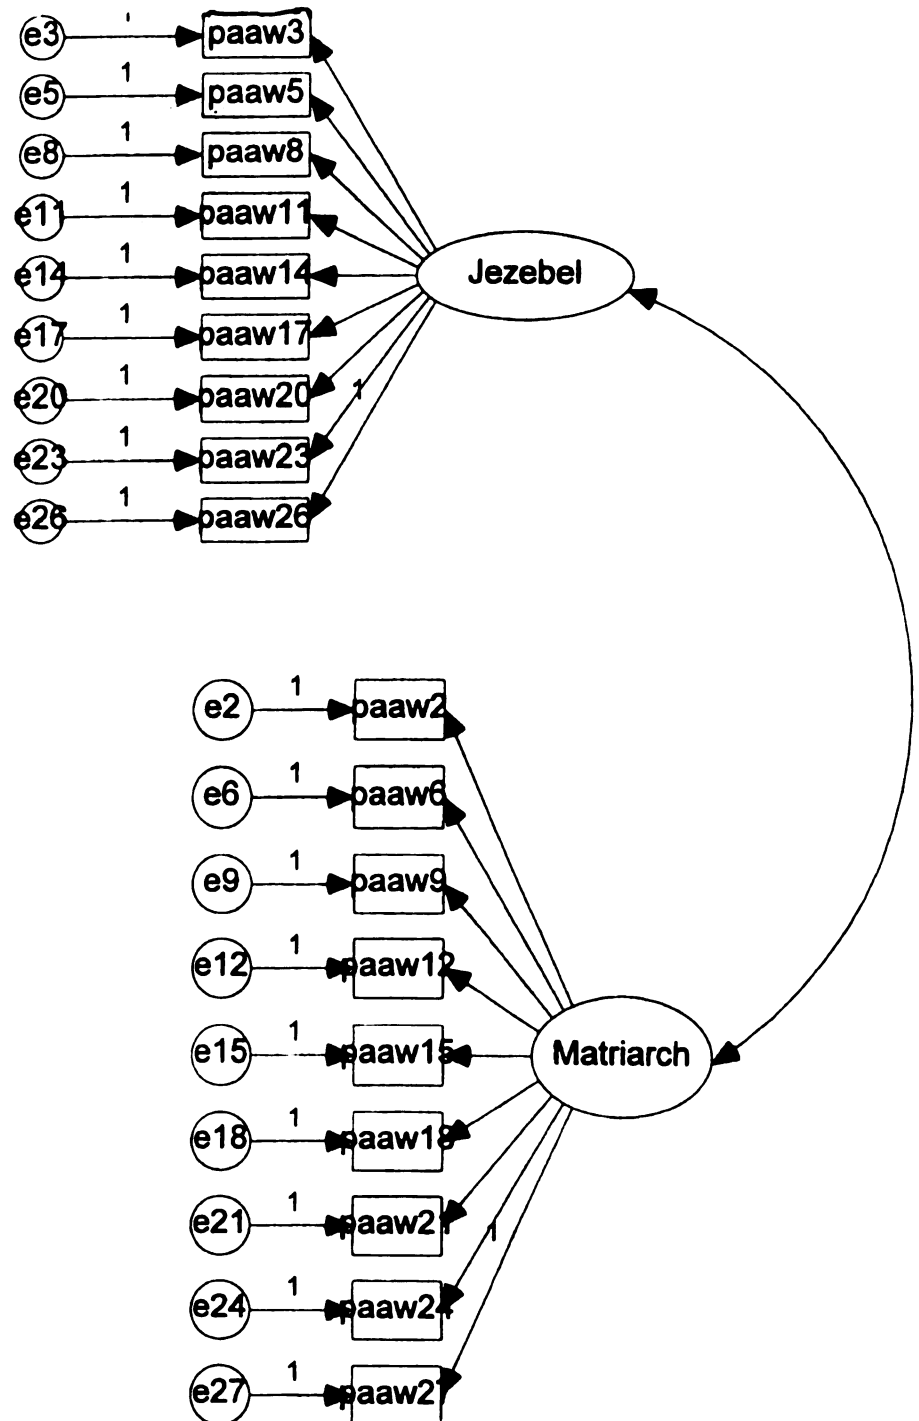 e3 paaw3
1
e5 paaw5
1
e8 paaw8
1
e11 paaw11
Jezebel
1
e14 paaw14
1
e17 paaw17
1
e20 paaw20
1
1
e23 paaw23
1
e26 paaw26
1
e2 paaw2
1
e6 paaw6
1
e9 paaw9
1
e12 paaw12
1
e15 paaw15
Matriarch
1
e18 paaw18
1
e21 paaw21
1
1
e24 paaw24
1
e27 paaw27